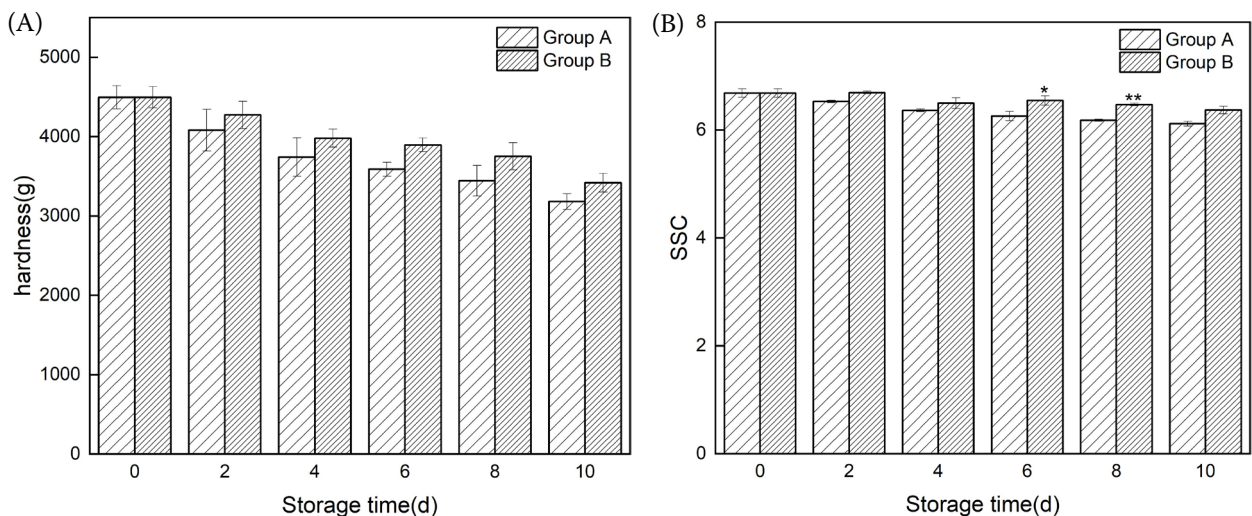 (A)
Group A
Group B
5000
4000
3000
2000
1000
0
hardness(g)
0 2 4 6 8 10
Storage time(d)
(B)
Group A
Group B
8
6
4
2
0
SSC
* **
0 2 4 6 8 10
Storage time(d)